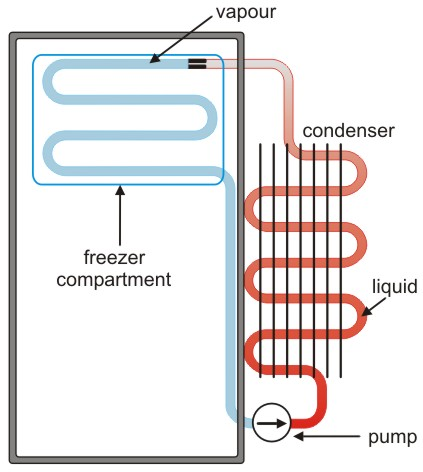 vapour
condenser
freezer
compartment
liquid
pump